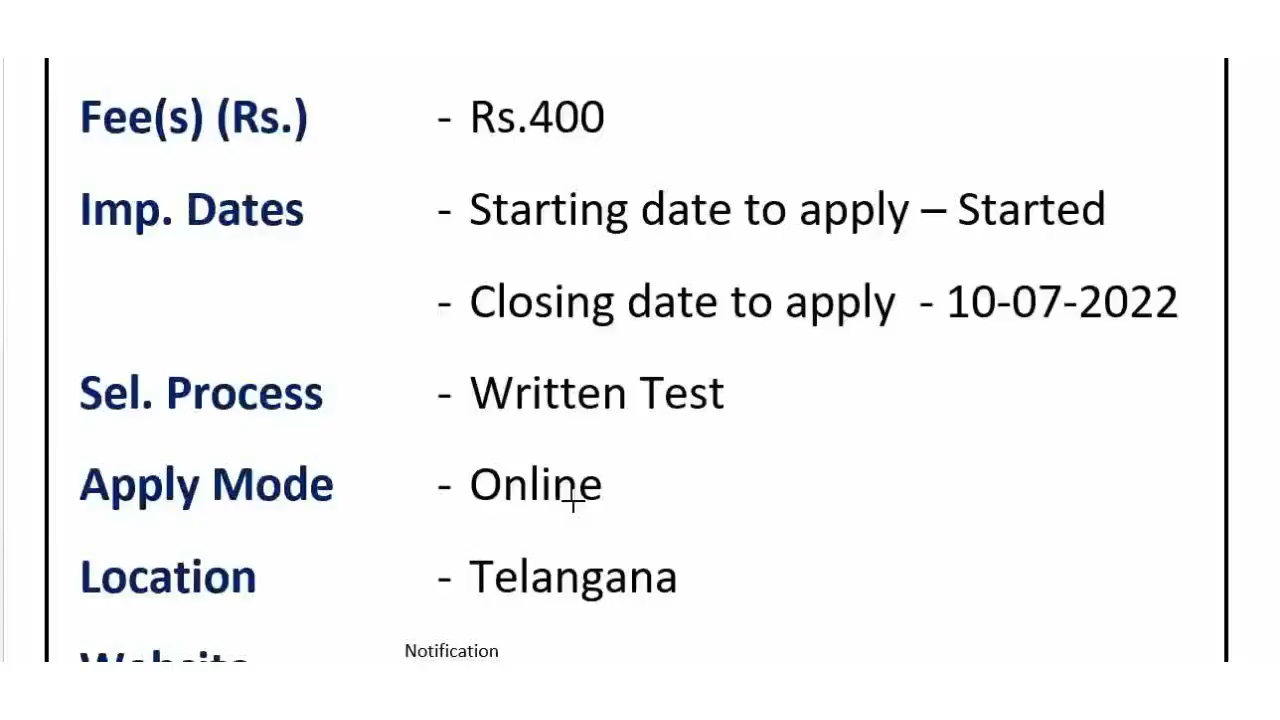 Fee(s) (Rs.) - Rs.400
Imp. Dates - Starting date to apply – Started
- Closing date to apply - 10-07-2022
Sel. Process - Written Test
Apply Mode - Online
Location - Telangana
Website
Notification